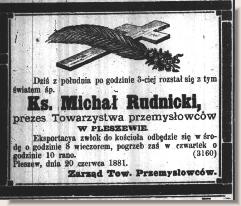 Dziś z południa po godzinie 3-ciej rozstał się z tym
światem śp.
Ks. Michał Rudnicki,
prezes Towarzystwa przemysłowców
W PLESZEWIE.
Eksportacya zwłok do kościoła odbędzie się w śro-
dę o godzinie 8 wieczorem, pogrzeb zaś w czwartek o
godzinie 10 rano. (3160)
Pleszew, dnia 20 czerwca 1881.
Zarząd Tow. Przemysłowców.